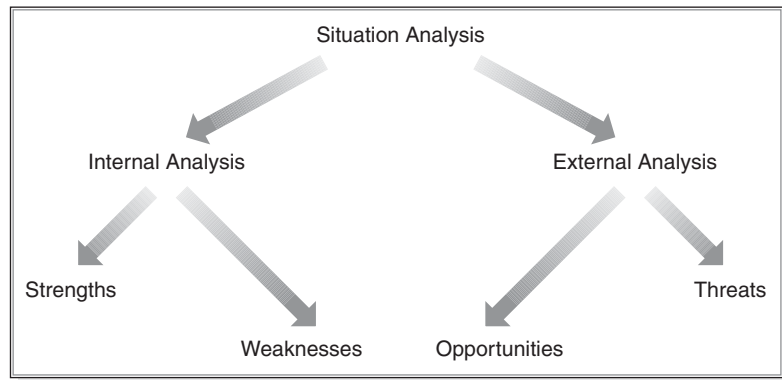 Situation Analysis
Internal Analysis
External Analysis
Strengths
Threats
Weaknesses
Opportunities